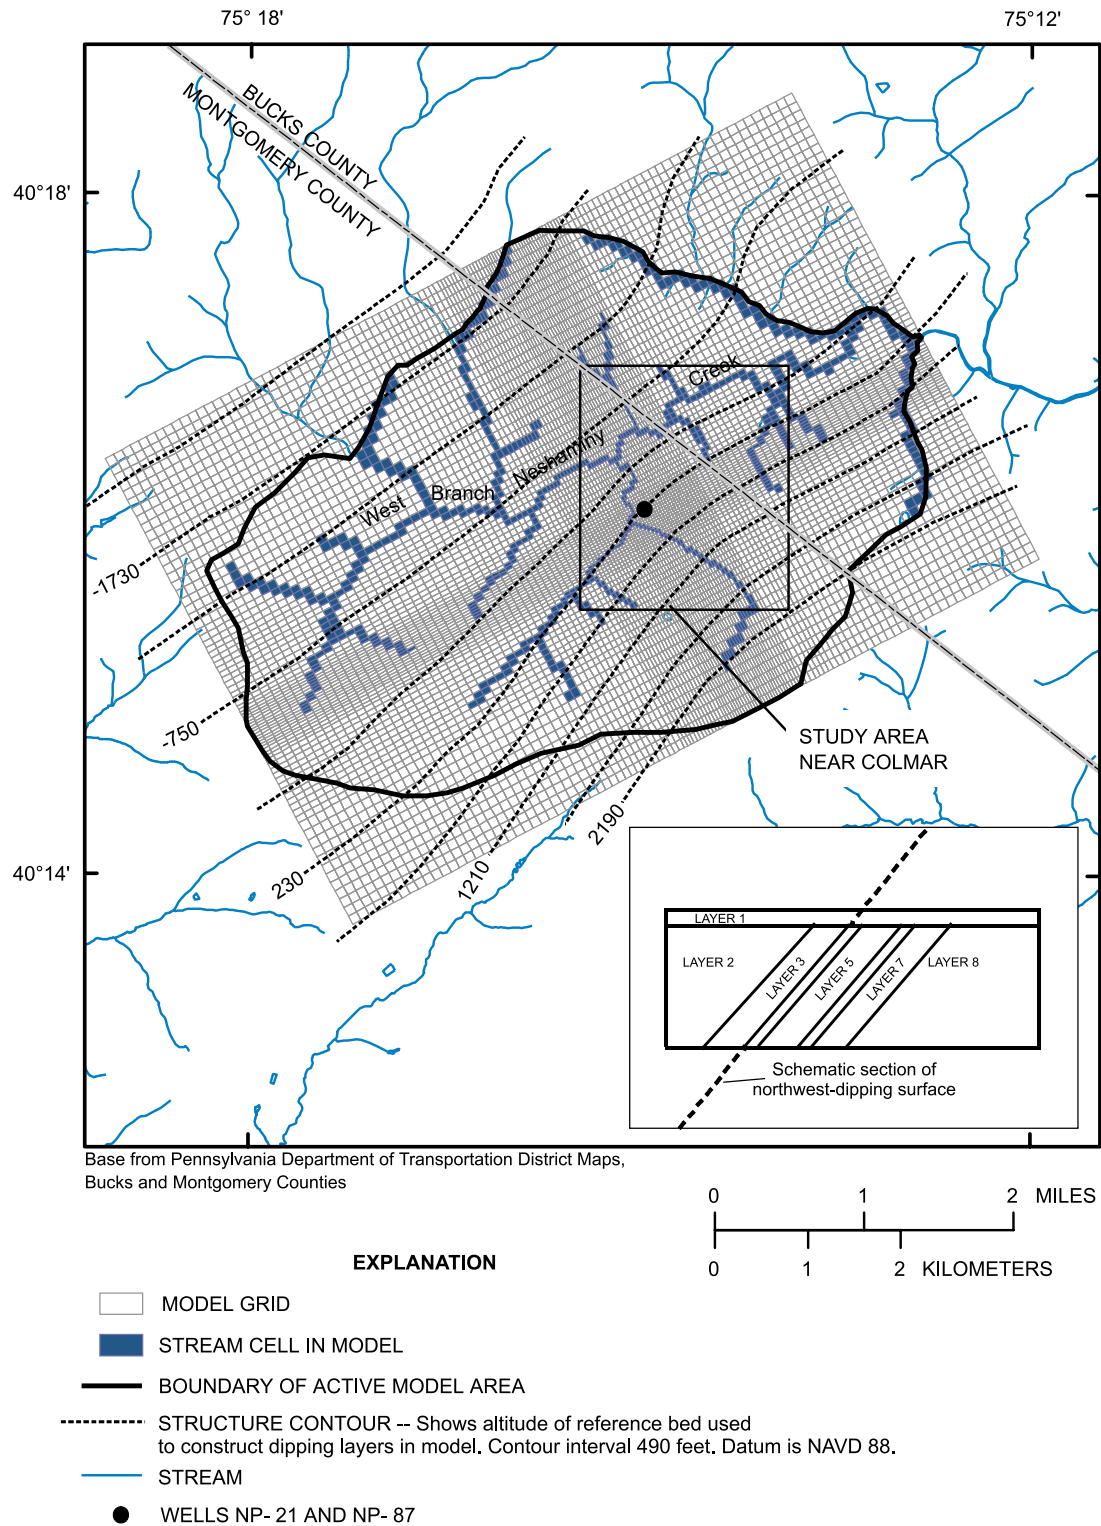 75° 18'
75° 12'
BUCKS COUNTY
MONTGOMERY COUNTY
40° 18'
Creek
Neshaminy
Branch
West
-1730
-750
STUDY AREA
NEAR COLMAR
2190
1210
230
40°14'
LAYER 1
LAYER 2
LAYER 3
LAYER 5
LAYER 7
LAYER 8
Schematic section of
northwest-dipping surface
Base from Pennsylvania Department of Transportation District Maps,
Bucks and Montgomery Counties
0 1 2 MILES
0 1 2 KILOMETERS
EXPLANATION
MODEL GRID
STREAM CELL IN MODEL
BOUNDARY OF ACTIVE MODEL AREA
STRUCTURE CONTOUR -- Shows altitude of reference bed used
to construct dipping layers in model. Contour interval 490 feet. Datum is NAVD 88.
STREAM
WELLS NP- 21 AND NP- 87